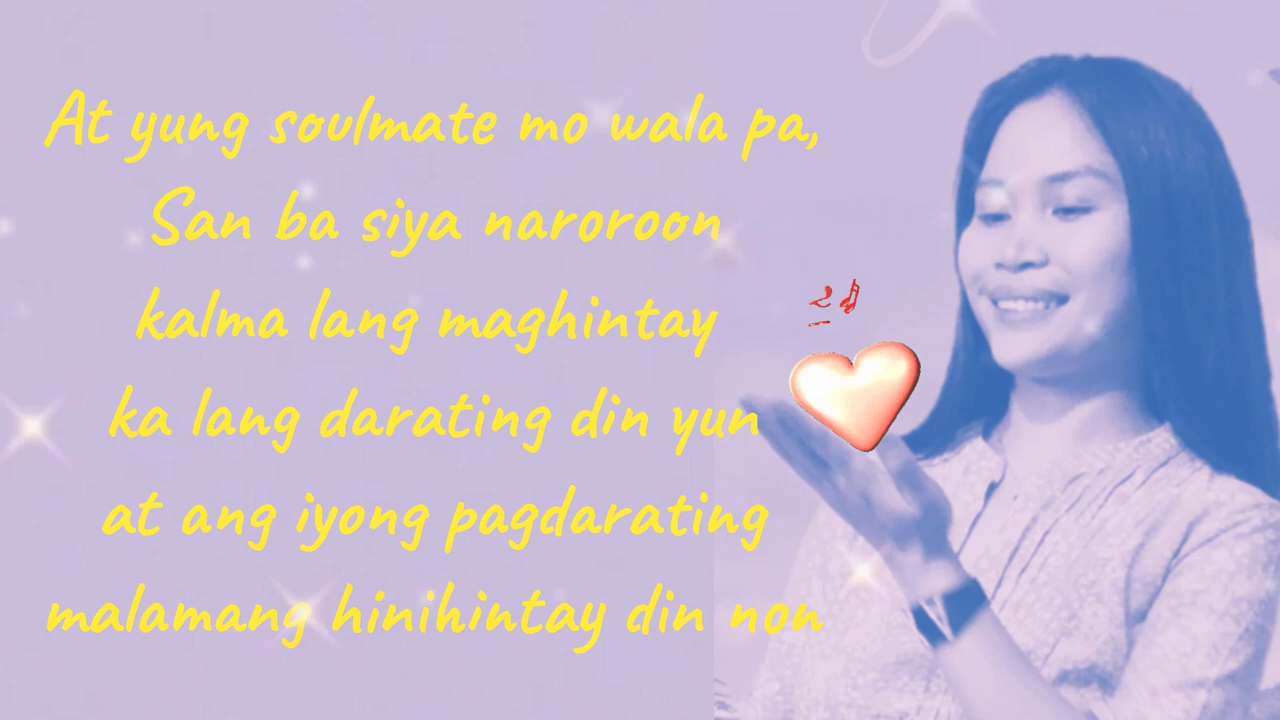 At yung soulmate mo wala pa,
San ba siya naroroon
kalma lang maghintay
ka lang darating din yun
at ang iyong pagdarating
malamang hinihintay din non